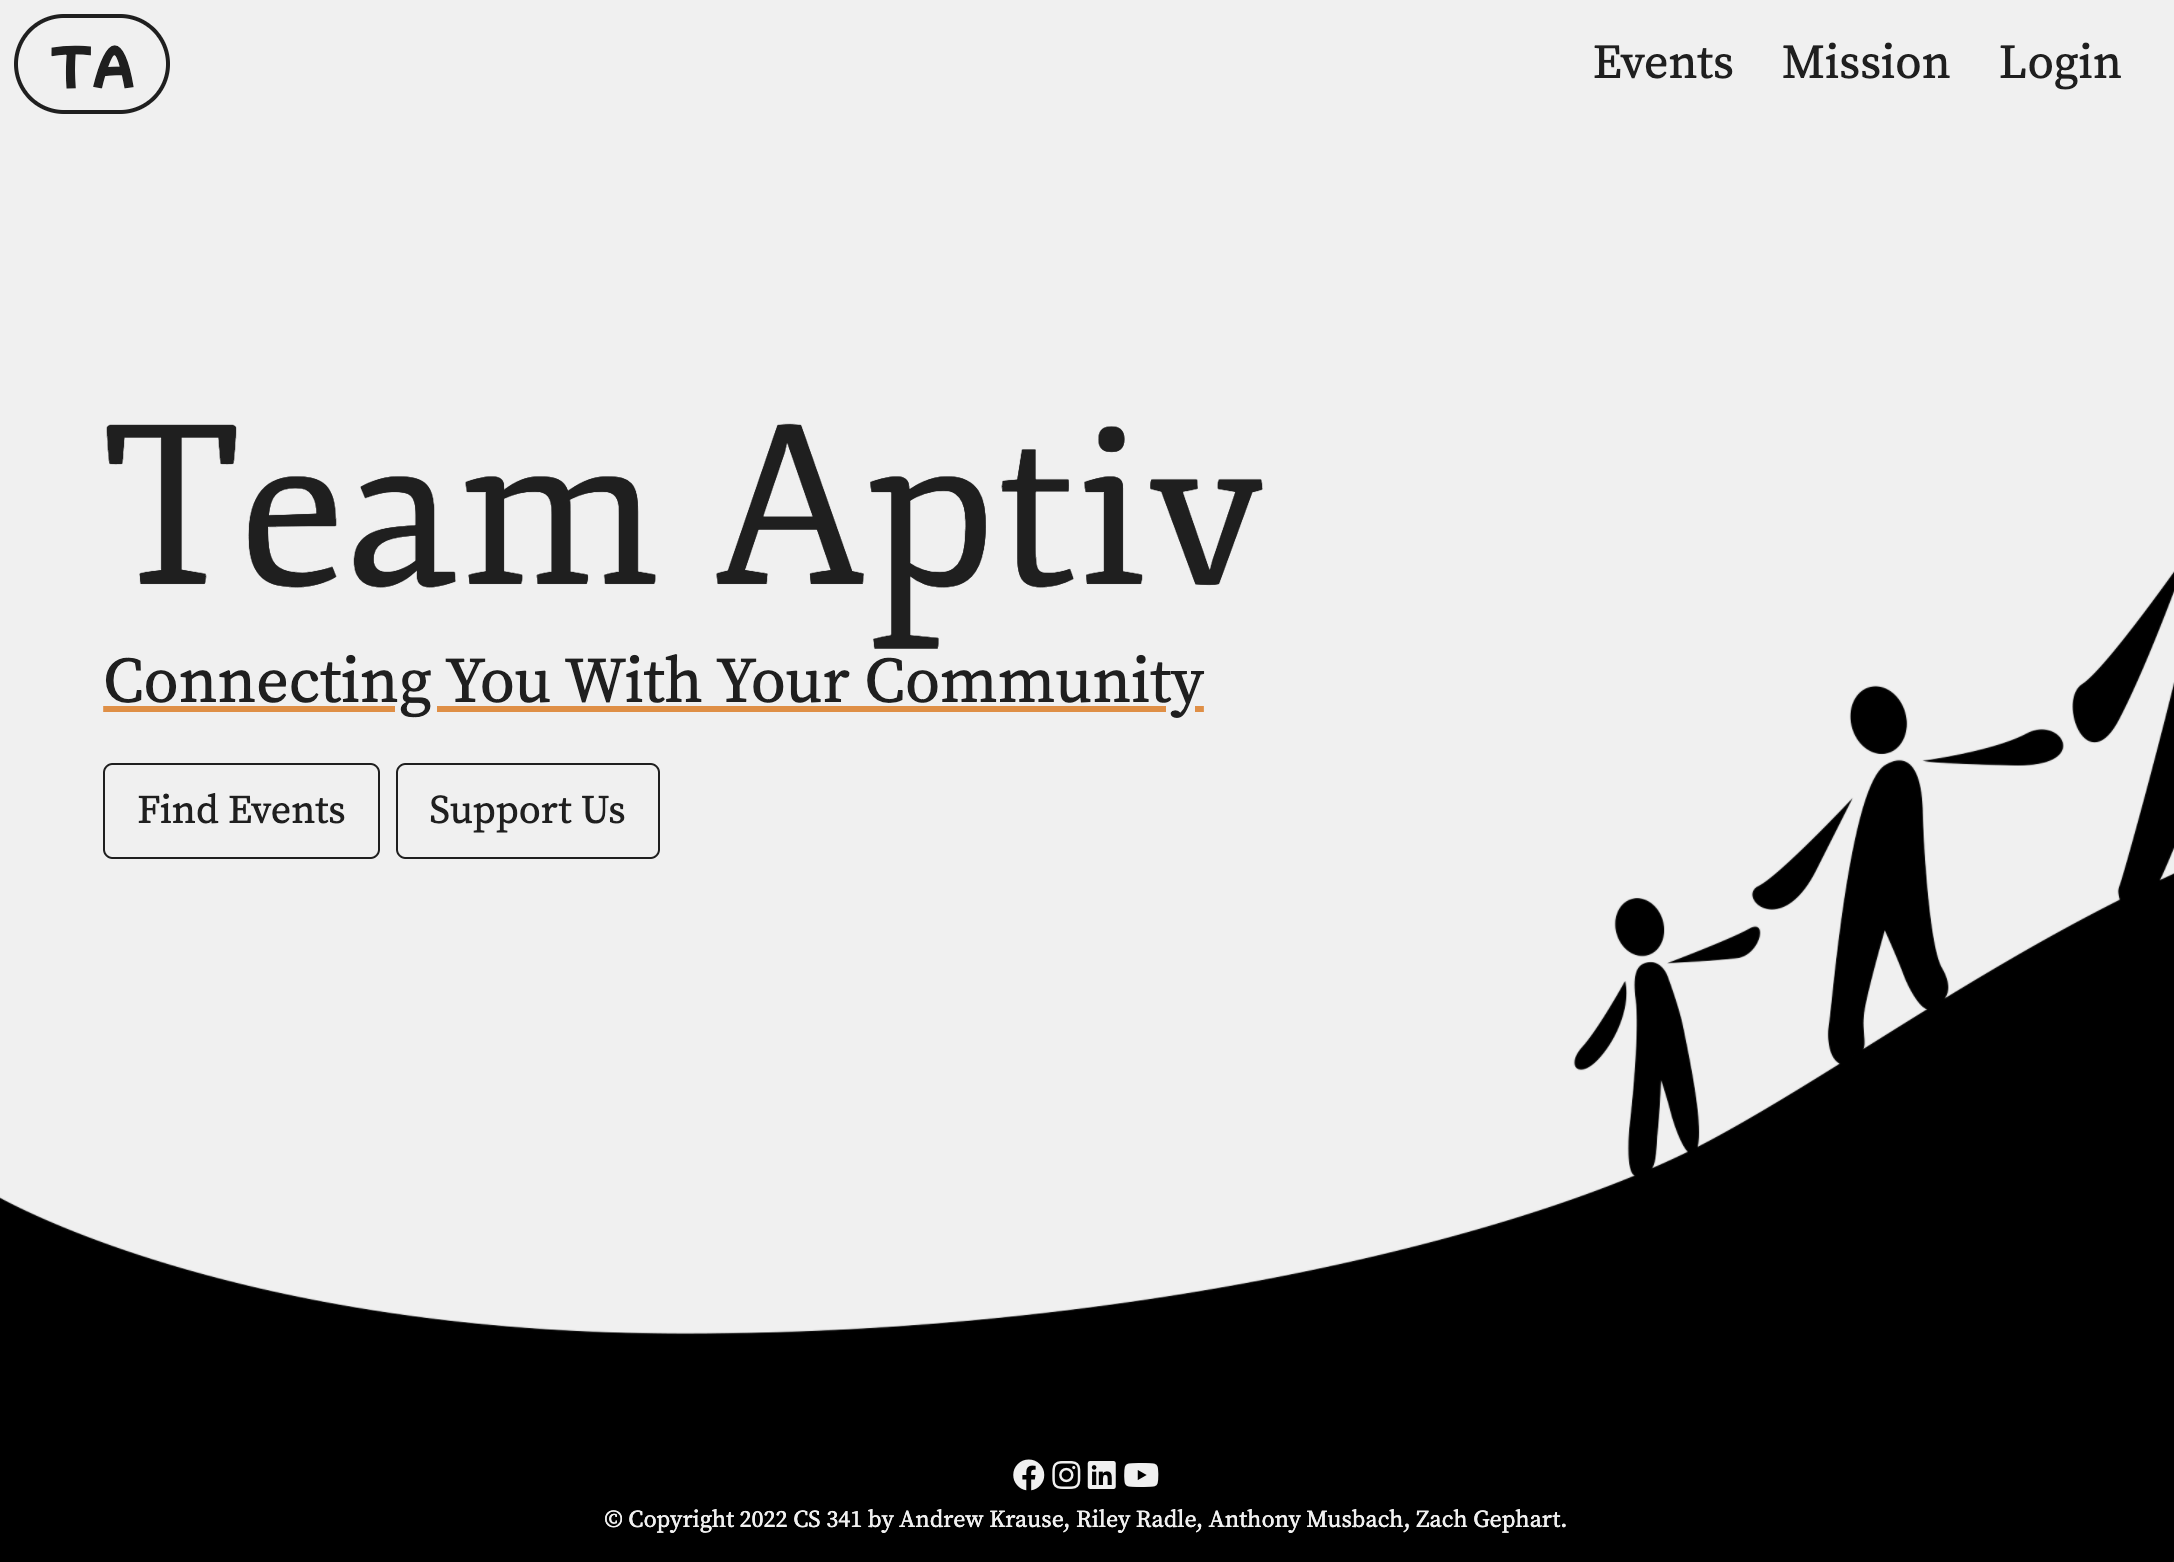 TA
Events Mission Login
Team Aptiv
Connecting You With Your Community
Find Events Support Us
© Copyright 2022 CS 341 by Andrew Krause, Riley Radle, Anthony Musbach, Zach Gephart.